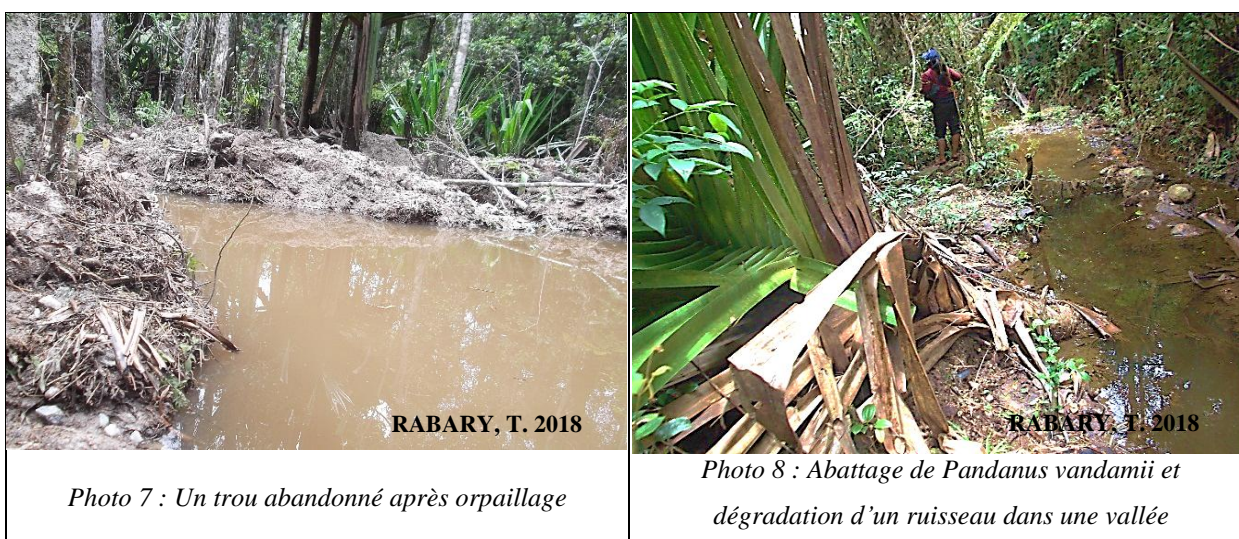 RABARY, T. 2018
RABARY, T. 2018
Photo 7 : Un trou abandonné après orpaillage
Photo 8 : Abattage de Pandanus vandamii et
dégradation d’un ruisseau dans une vallée